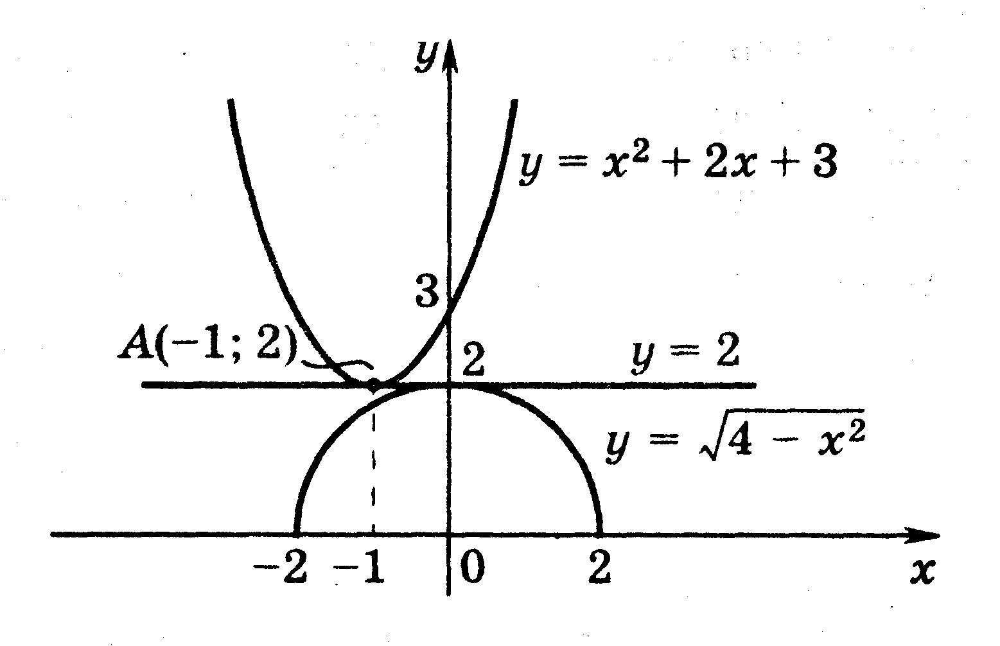 y
y = x² + 2x + 3
3
A(−1; 2)
2
y = 2
y = √4 − x²
−2 −1 0 2 x